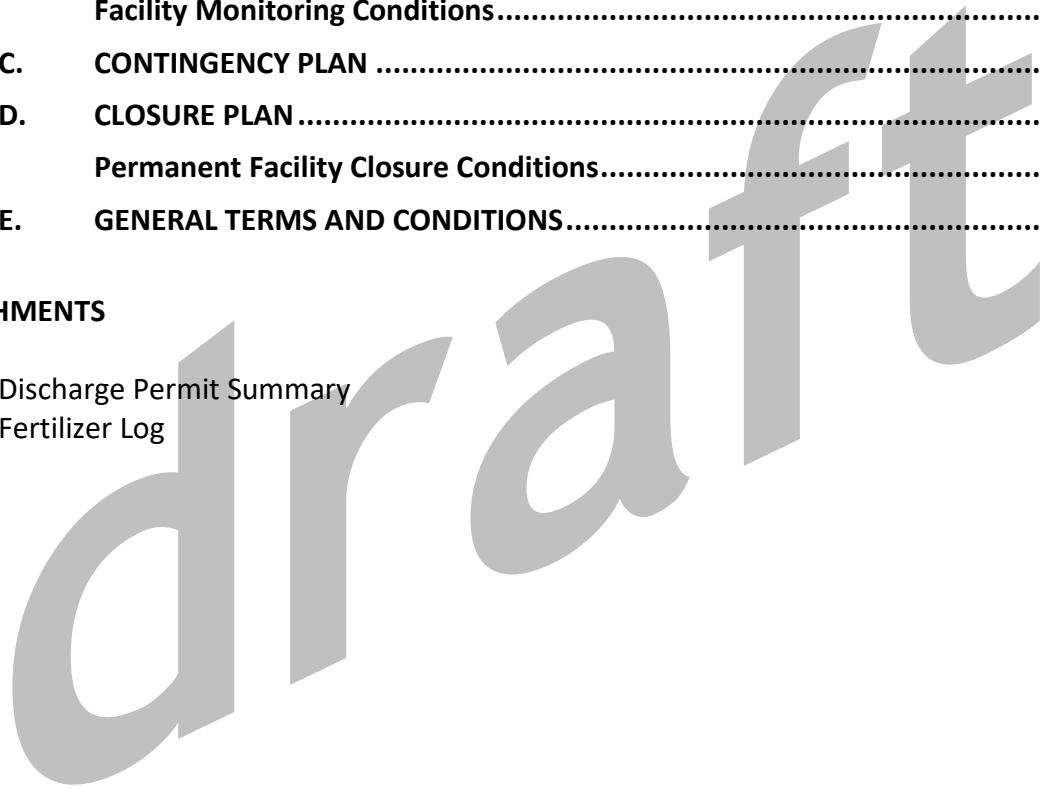 Facility Monitoring Conditions..............................................................................
C. CONTINGENCY PLAN ............................................................................................
D. CLOSURE PLAN.....................................................................................................
Permanent Facility Closure Conditions..................................................................
E. GENERAL TERMS AND CONDITIONS......................................................................
HMENTS
Discharge Permit Summary
Fertilizer Log
draft